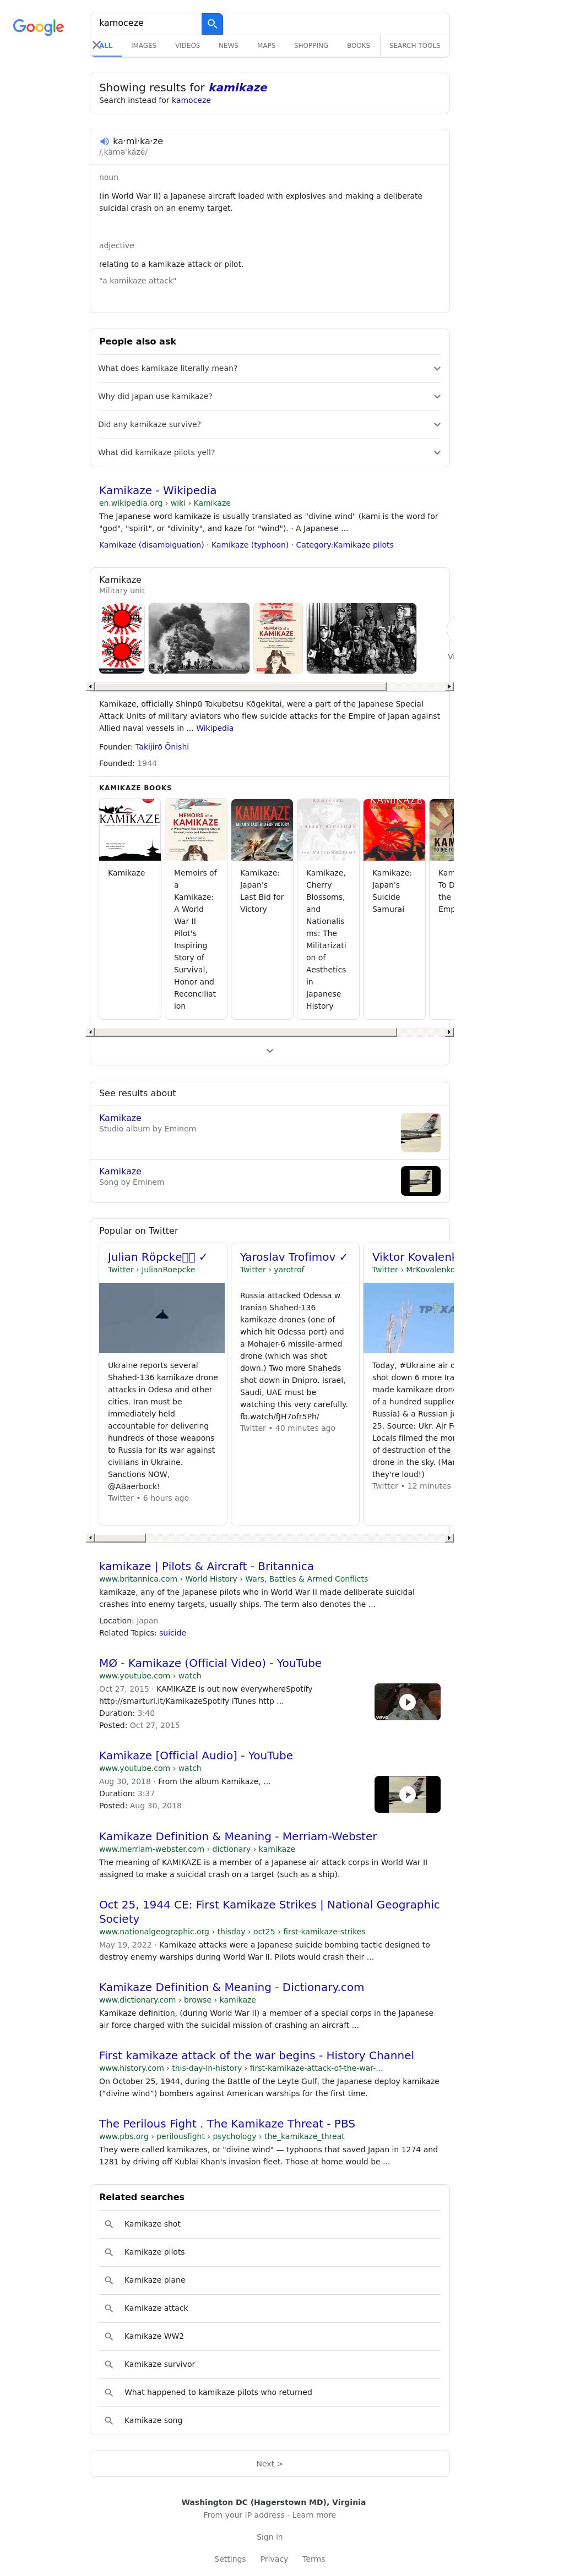 Google
kamoceze
ALL IMAGES VIDEOS NEWS MAPS SHOPPING BOOKS SEARCH TOOLS
Showing results for kamikaze
Search instead for kamoceze
ka·mi·ka·ze
/ˌkäməˈkäzē/
noun
(in World War II) a Japanese aircraft loaded with explosives and making a deliberate
suicidal crash on an enemy target.
adjective
relating to a kamikaze attack or pilot.
"a kamikaze attack"
People also ask
What does kamikaze literally mean?
Why did Japan use kamikaze?
Did any kamikaze survive?
What did kamikaze pilots yell?
Kamikaze - Wikipedia
en.wikipedia.org › wiki › Kamikaze
The Japanese word kamikaze is usually translated as "divine wind" (kami is the word for
"god", "spirit", or "divinity", and kaze for "wind"). · A Japanese ...
Kamikaze (disambiguation) · Kamikaze (typhoon) · Category:Kamikaze pilots
Kamikaze
Military unit
MEMOIRS of a
KAMIKAZE
Kamikaze, officially Shinpū Tokubetsu Kōgekitai, were a part of the Japanese Special
Attack Units of military aviators who flew suicide attacks for the Empire of Japan against
Allied naval vessels in ... Wikipedia
Founder: Takijirō Ōnishi
Founded: 1944
KAMIKAZE BOOKS
KAMIKAZE
MEMOIRS of a
KAMIKAZE
KAMIKAZE
JAPAN'S LAST BID FOR VICTORY
KAMIKAZE
CHERRY BLOSSOMS
and NATIONALISMS
KAMIKAZE
Kamikaze
Memoirs of
a
Kamikaze:
A World
War II
Pilot's
Inspiring
Story of
Survival,
Honor and
Reconciliat
ion
Kamikaze:
Japan's
Last Bid for
Victory
Kamikaze,
Cherry
Blossoms,
and
Nationalis
ms: The
Militarizati
on of
Aesthetics
in
Japanese
History
Kamikaze:
Japan's
Suicide
Samurai
Kam
To D
the
Emp
See results about
Kamikaze
Studio album by Eminem
Kamikaze
Song by Eminem
Popular on Twitter
Julian Röpcke ✓
Twitter › JulianRoepcke
Ukraine reports several
Shahed-136 kamikaze drone
attacks in Odesa and other
cities. Iran must be
immediately held
accountable for delivering
hundreds of those weapons
to Russia for its war against
civilians in Ukraine.
Sanctions NOW,
@ABaerbock!
Twitter • 6 hours ago
Yaroslav Trofimov ✓
Twitter › yarotrof
Russia attacked Odessa w
Iranian Shahed-136
kamikaze drones (one of
which hit Odessa port) and
a Mohajer-6 missile-armed
drone (which was shot
down.) Two more Shaheds
shot down in Dnipro. Israel,
Saudi, UAE must be
watching this very carefully.
fb.watch/fJH7ofr5Ph/
Twitter • 40 minutes ago
Viktor Kovalenk
Twitter › MrKovalenko
ТРУХА
Today, #Ukraine air d
shot down 6 more Ira
made kamikaze drone
of a hundred supplied
Russia) & a Russian je
25. Source: Ukr. Air F
Locals filmed the mo
of destruction of the
drone in the sky. (Mar
they're loud!)
Twitter • 12 minutes
kamikaze | Pilots & Aircraft - Britannica
www.britannica.com › World History › Wars, Battles & Armed Conflicts
kamikaze, any of the Japanese pilots who in World War II made deliberate suicidal
crashes into enemy targets, usually ships. The term also denotes the ...
Location: Japan
Related Topics: suicide
MØ - Kamikaze (Official Video) - YouTube
www.youtube.com › watch
Oct 27, 2015 · KAMIKAZE is out now everywhereSpotify
http://smarturl.it/KamikazeSpotify iTunes http ...
Duration: 3:40
Posted: Oct 27, 2015
vevo
Kamikaze [Official Audio] - YouTube
www.youtube.com › watch
Aug 30, 2018 · From the album Kamikaze, ...
Duration: 3:37
Posted: Aug 30, 2018
Kamikaze Definition & Meaning - Merriam-Webster
www.merriam-webster.com › dictionary › kamikaze
The meaning of KAMIKAZE is a member of a Japanese air attack corps in World War II
assigned to make a suicidal crash on a target (such as a ship).
Oct 25, 1944 CE: First Kamikaze Strikes | National Geographic
Society
www.nationalgeographic.org › thisday › oct25 › first-kamikaze-strikes
May 19, 2022 · Kamikaze attacks were a Japanese suicide bombing tactic designed to
destroy enemy warships during World War II. Pilots would crash their ...
Kamikaze Definition & Meaning - Dictionary.com
www.dictionary.com › browse › kamikaze
Kamikaze definition, (during World War II) a member of a special corps in the Japanese
air force charged with the suicidal mission of crashing an aircraft ...
First kamikaze attack of the war begins - History Channel
www.history.com › this-day-in-history › first-kamikaze-attack-of-the-war-...
On October 25, 1944, during the Battle of the Leyte Gulf, the Japanese deploy kamikaze
(“divine wind”) bombers against American warships for the first time.
The Perilous Fight . The Kamikaze Threat - PBS
www.pbs.org › perilousfight › psychology › the_kamikaze_threat
They were called kamikazes, or "divine wind" — typhoons that saved Japan in 1274 and
1281 by driving off Kublai Khan's invasion fleet. Those at home would be ...
Related searches
Kamikaze shot
Kamikaze pilots
Kamikaze plane
Kamikaze attack
Kamikaze WW2
Kamikaze survivor
What happened to kamikaze pilots who returned
Kamikaze song
Next >
Washington DC (Hagerstown MD), Virginia
From your IP address - Learn more
Sign in
Settings Privacy Terms